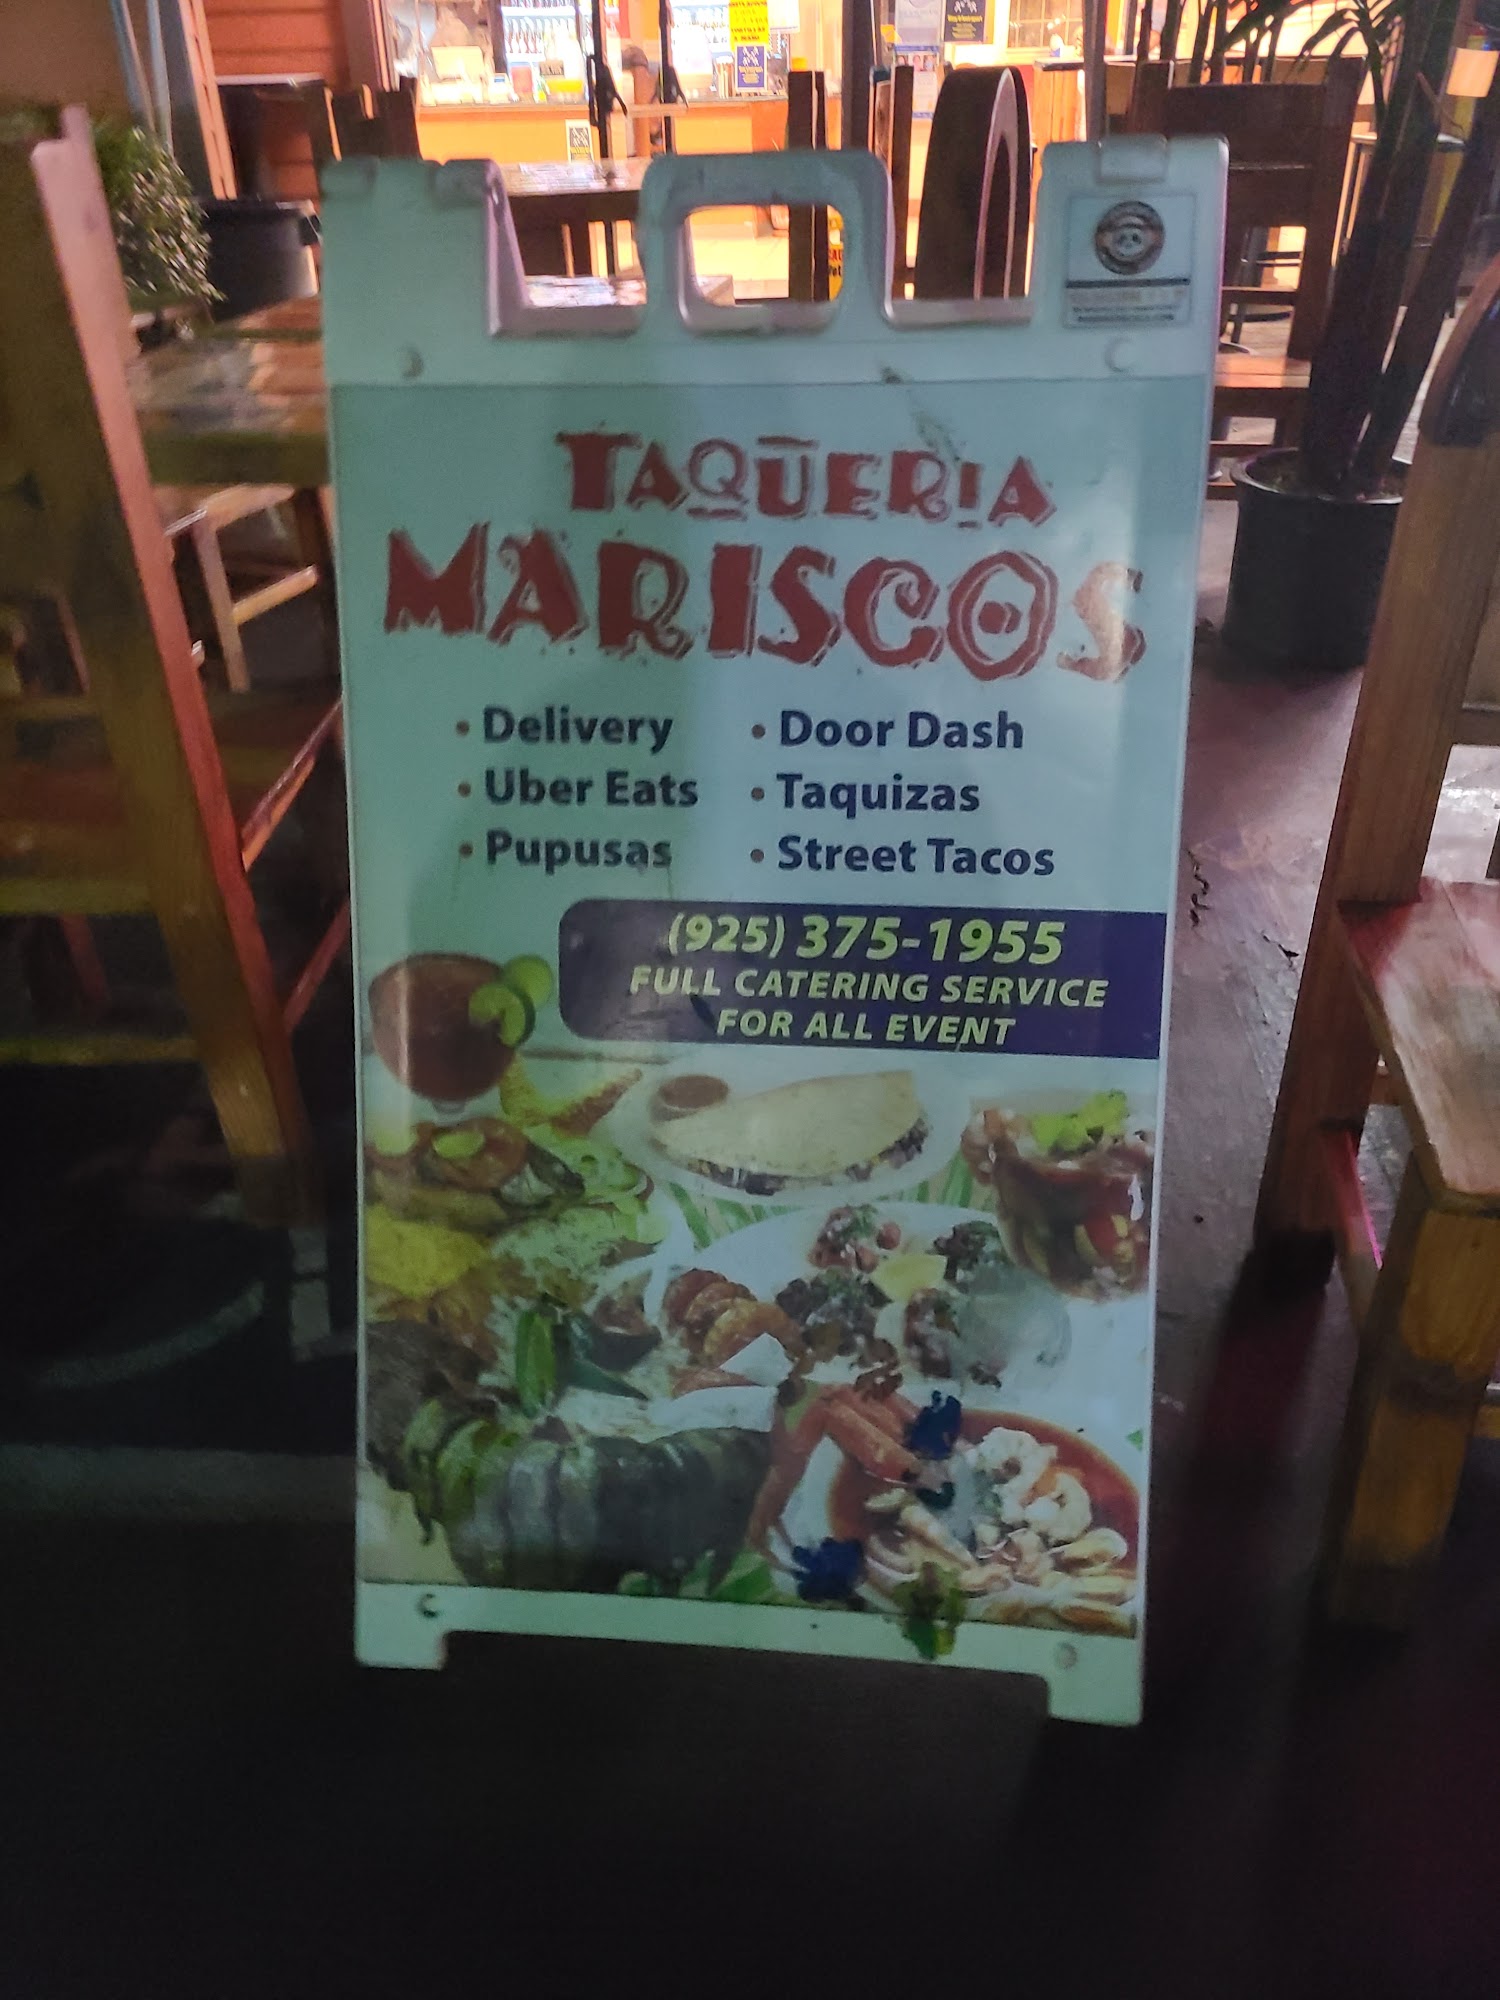 TAQUERIA
MARISCOS
• Delivery
• Uber Eats
• Pupusas
• Door Dash
• Taquizas
• Street Tacos
(925) 375-1955
FULL CATERING SERVICE
FOR ALL EVENT